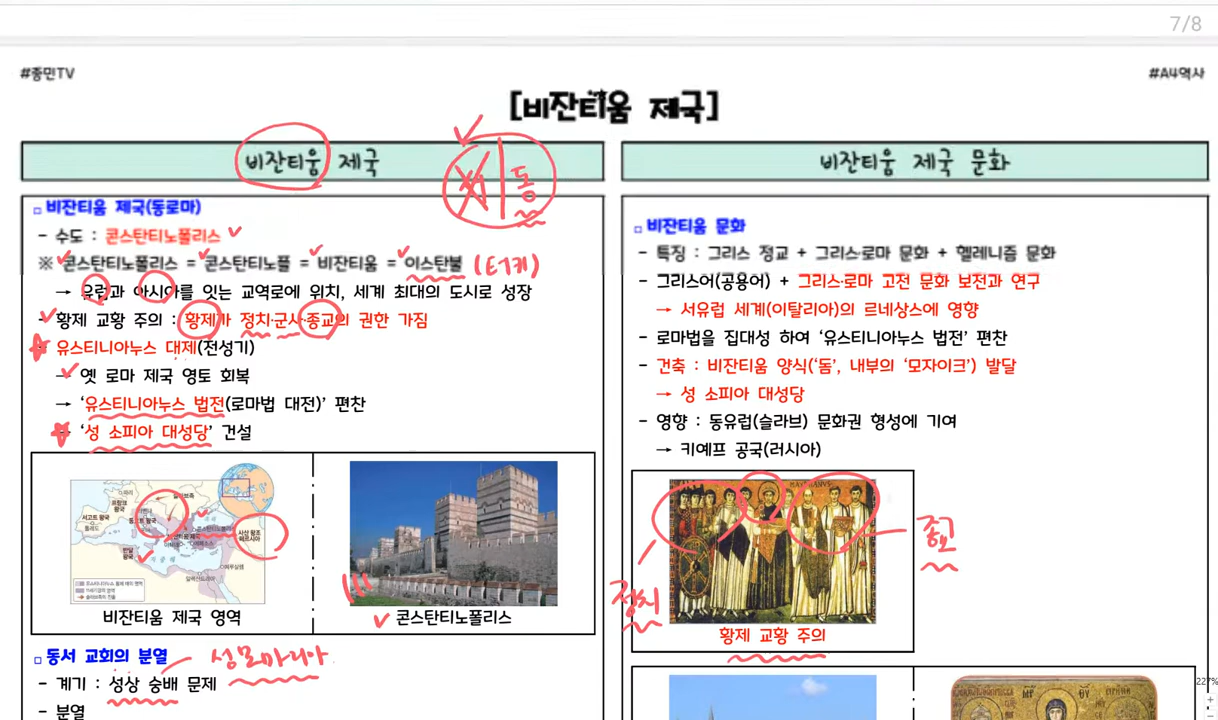 7/8
#종민TV
#A4역사
[비잔티움 제국]
비잔티움 제국
동
□ 비잔티움 제국(동로마)
- 수도 : 콘스탄티노폴리스
※ 콘스탄티노폴리스 = 콘스탄티노플 = 비잔티움 = 이스탄불 (터키)
→ 유럽과 아시아를 잇는 교역로에 위치, 세계 최대의 도시로 성장
- 황제 교황 주의 : 황제가 정치·군사·종교의 권한 가짐
- 유스티니아누스 대제(전성기)
- 옛 로마 제국 영토 회복
→ ‘유스티니아누스 법전(로마법 대전)’ 편찬
→ ‘성 소피아 대성당’ 건설
비잔티움 제국 영역
콘스탄티노폴리스
□ 동서 교회의 분열
성모마리아
- 계기 : 성상 숭배 문제
- 분열
비잔티움 제국 문화
□ 비잔티움 문화
- 특징 : 그리스 정교 + 그리스·로마 문화 + 헬레니즘 문화
- 그리스어(공용어) + 그리스·로마 고전 문화 보전과 연구
→ 서유럽 세계(이탈리아)의 르네상스에 영향
- 로마법을 집대성 하여 ‘유스티니아누스 법전’ 편찬
- 건축 : 비잔티움 양식(‘돔’, 내부의 ‘모자이크’) 발달
→ 성 소피아 대성당
- 영향 : 동유럽(슬라브) 문화권 형성에 기여
→ 키예프 공국(러시아)
종교
정치
황제 교황 주의
227%